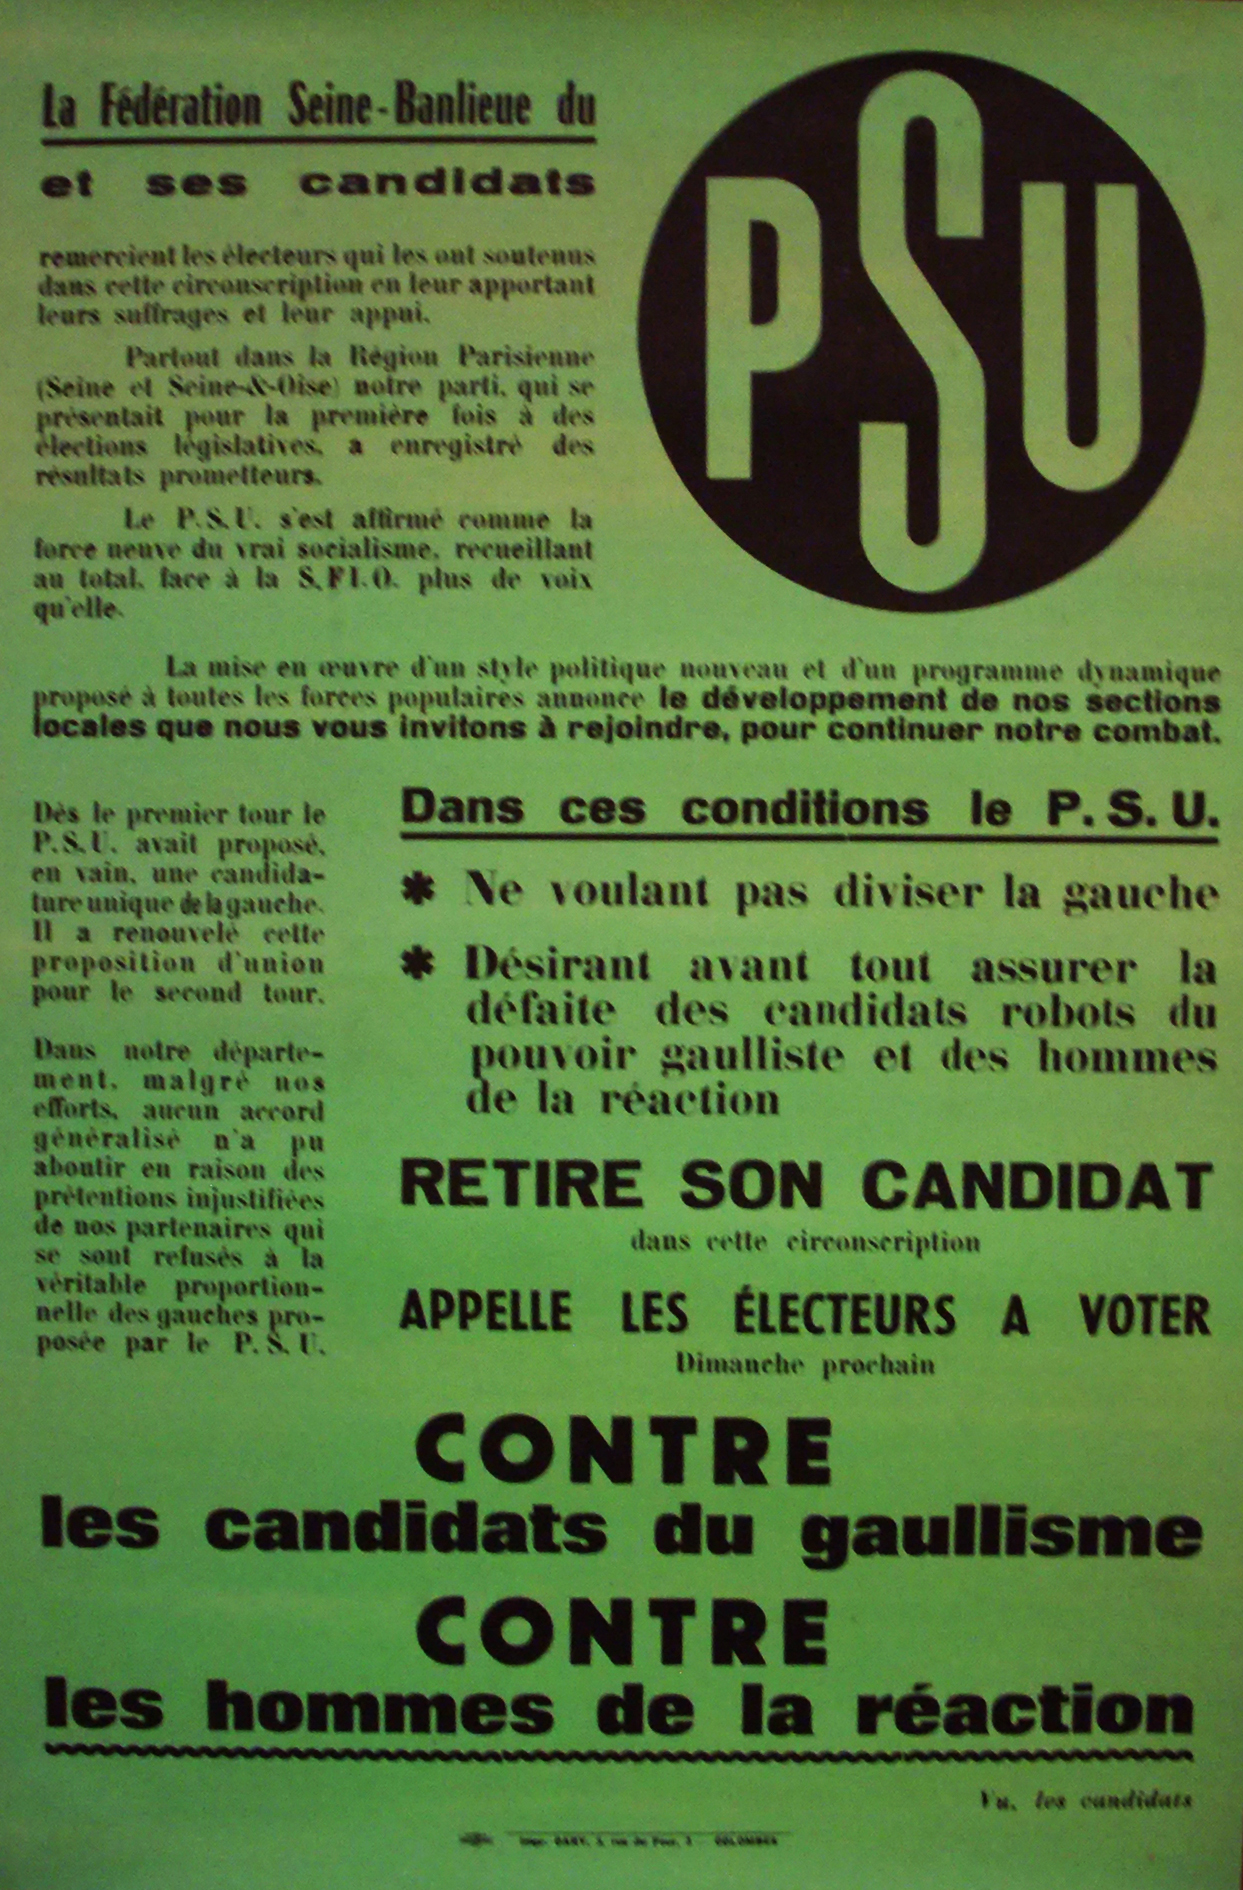 La Fédération Seine-Banlieue du
PSU
et ses candidats
remercient les électeurs qui les ont soutenus
dans cette circonscription en leur apportant
leurs suffrages et leur appui.
Partout dans la Région Parisienne
(Seine et Seine-&-Oise) notre parti, qui se
présentait pour la première fois à des
élections législatives, a enregistré des
résultats prometteurs.
Le P.S.U. s'est affirmé comme la
force neuve du vrai socialisme, recueillant
au total, face à la S.F.I.O. plus de voix
qu'elle.
La mise en œuvre d'un style politique nouveau et d'un programme dynamique
proposé à toutes les forces populaires annonce le développement de nos sections
locales que nous vous invitons à rejoindre, pour continuer notre combat.
Dès le premier tour le
P.S.U. avait proposé,
en vain, une candida-
ture unique de la gauche.
Il a renouvelé cette
proposition d'union
pour le second tour.
Dans notre départe-
ment, malgré nos
efforts, aucun accord
généralisé n'a pu
aboutir en raison des
prétentions injustifiées
de nos partenaires qui
se sont refusés à la
véritable proportion-
nelle des gauches pro-
posée par le P.S.U.
Dans ces conditions le P.S.U.
* Ne voulant pas diviser la gauche
* Désirant avant tout assurer la
défaite des candidats robots du
pouvoir gaulliste et des hommes
de la réaction
RETIRE SON CANDIDAT
dans cette circonscription
APPELLE LES ÉLECTEURS A VOTER
Dimanche prochain
CONTRE
les candidats du gaullisme
CONTRE
les hommes de la réaction
Vu, les candidats
Imp. rue du COLOMBES